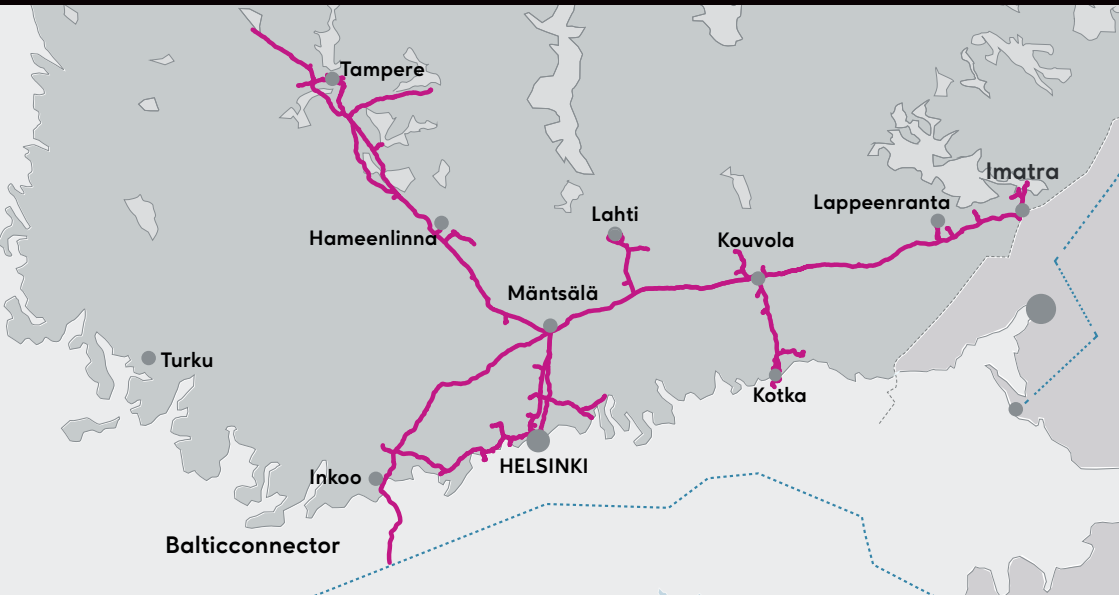 Tampere
Imatra
Lappeenranta
Lahti
Hameenlinna
Kouvola
Mäntsälä
Turku
Kotka
HELSINKI
Inkoo
Balticconnector